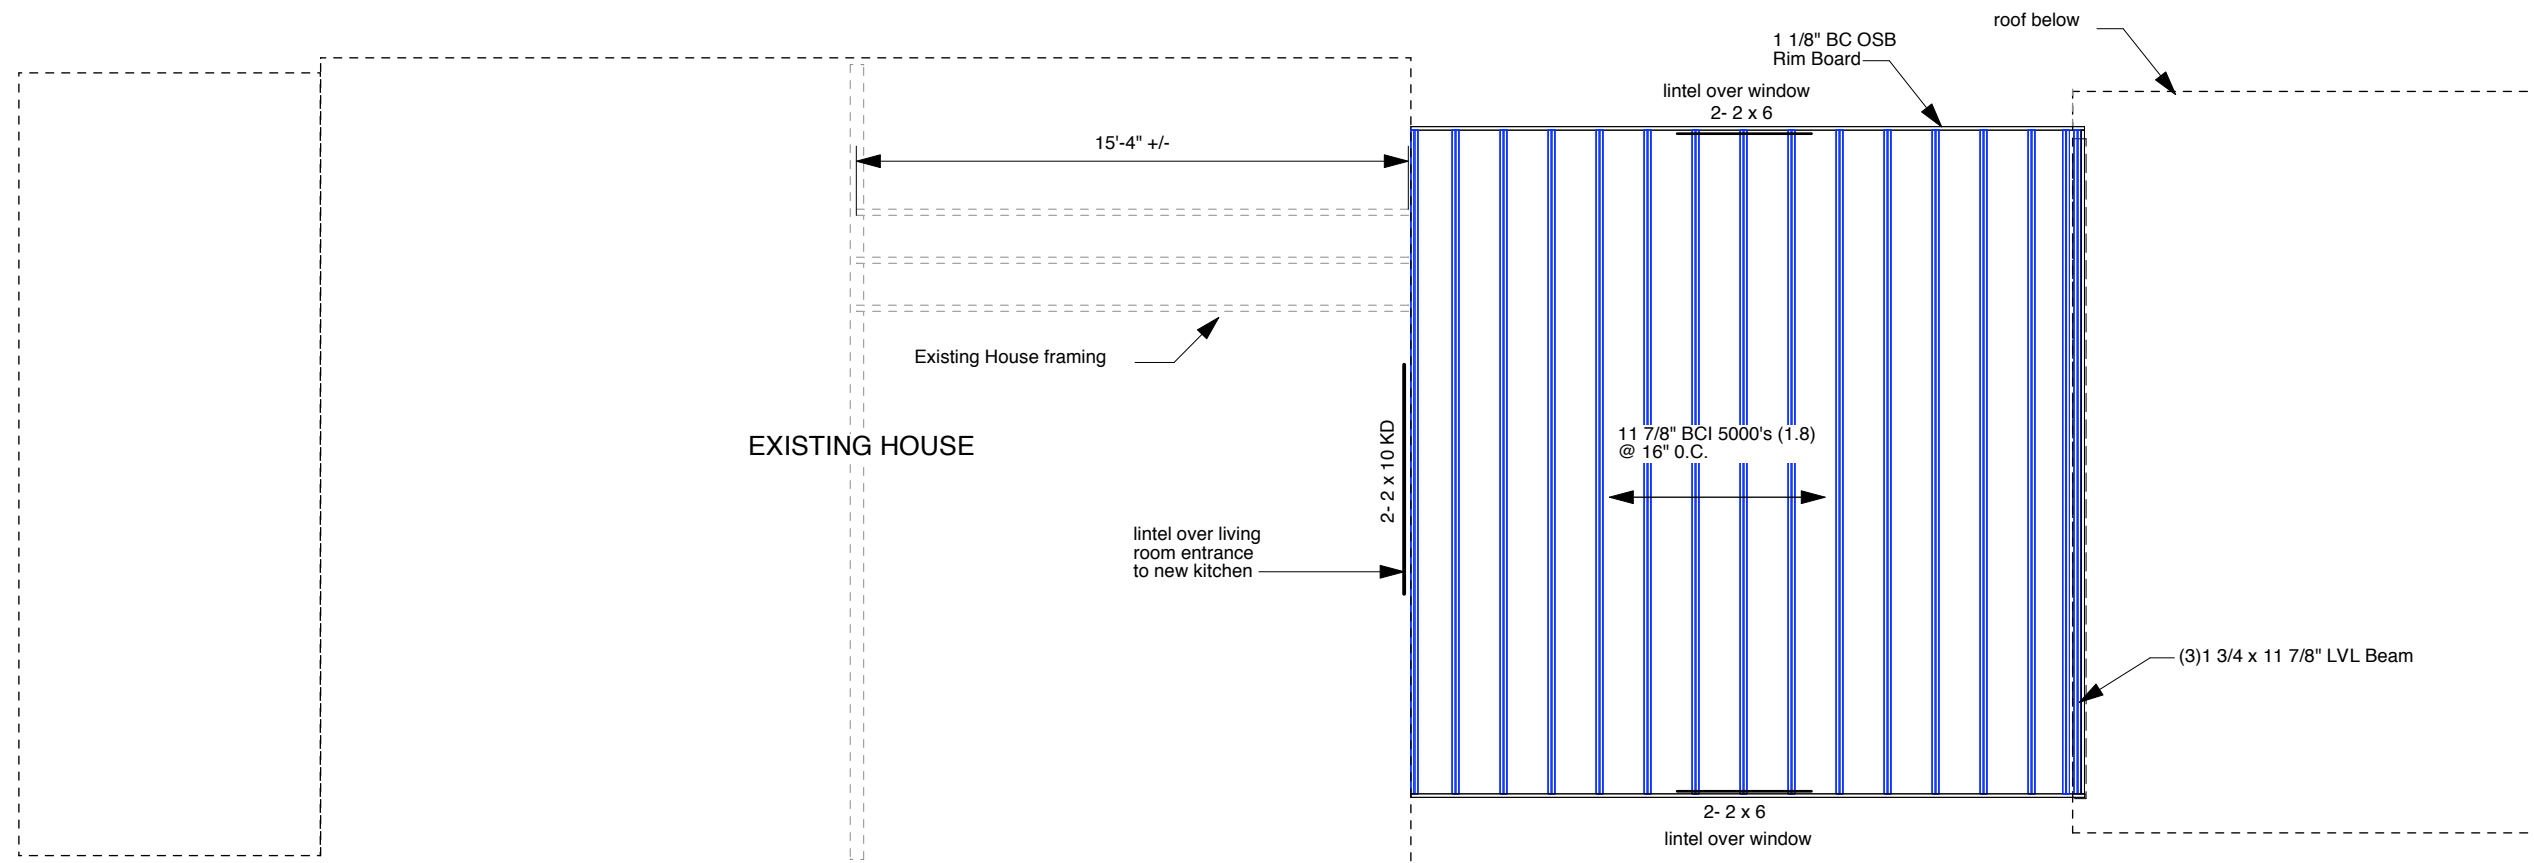 roof below
1 1/8" BC OSB
Rim Board
lintel over window
2- 2 x 6
15'-4" +/-
Existing House framing
EXISTING HOUSE
2- 2 x 10 KD
11 7/8" BCI 5000's (1.8)
@ 16" 0.C.
lintel over living
room entrance
to new kitchen
(3)1 3/4 x 11 7/8" LVL Beam
2- 2 x 6
lintel over window